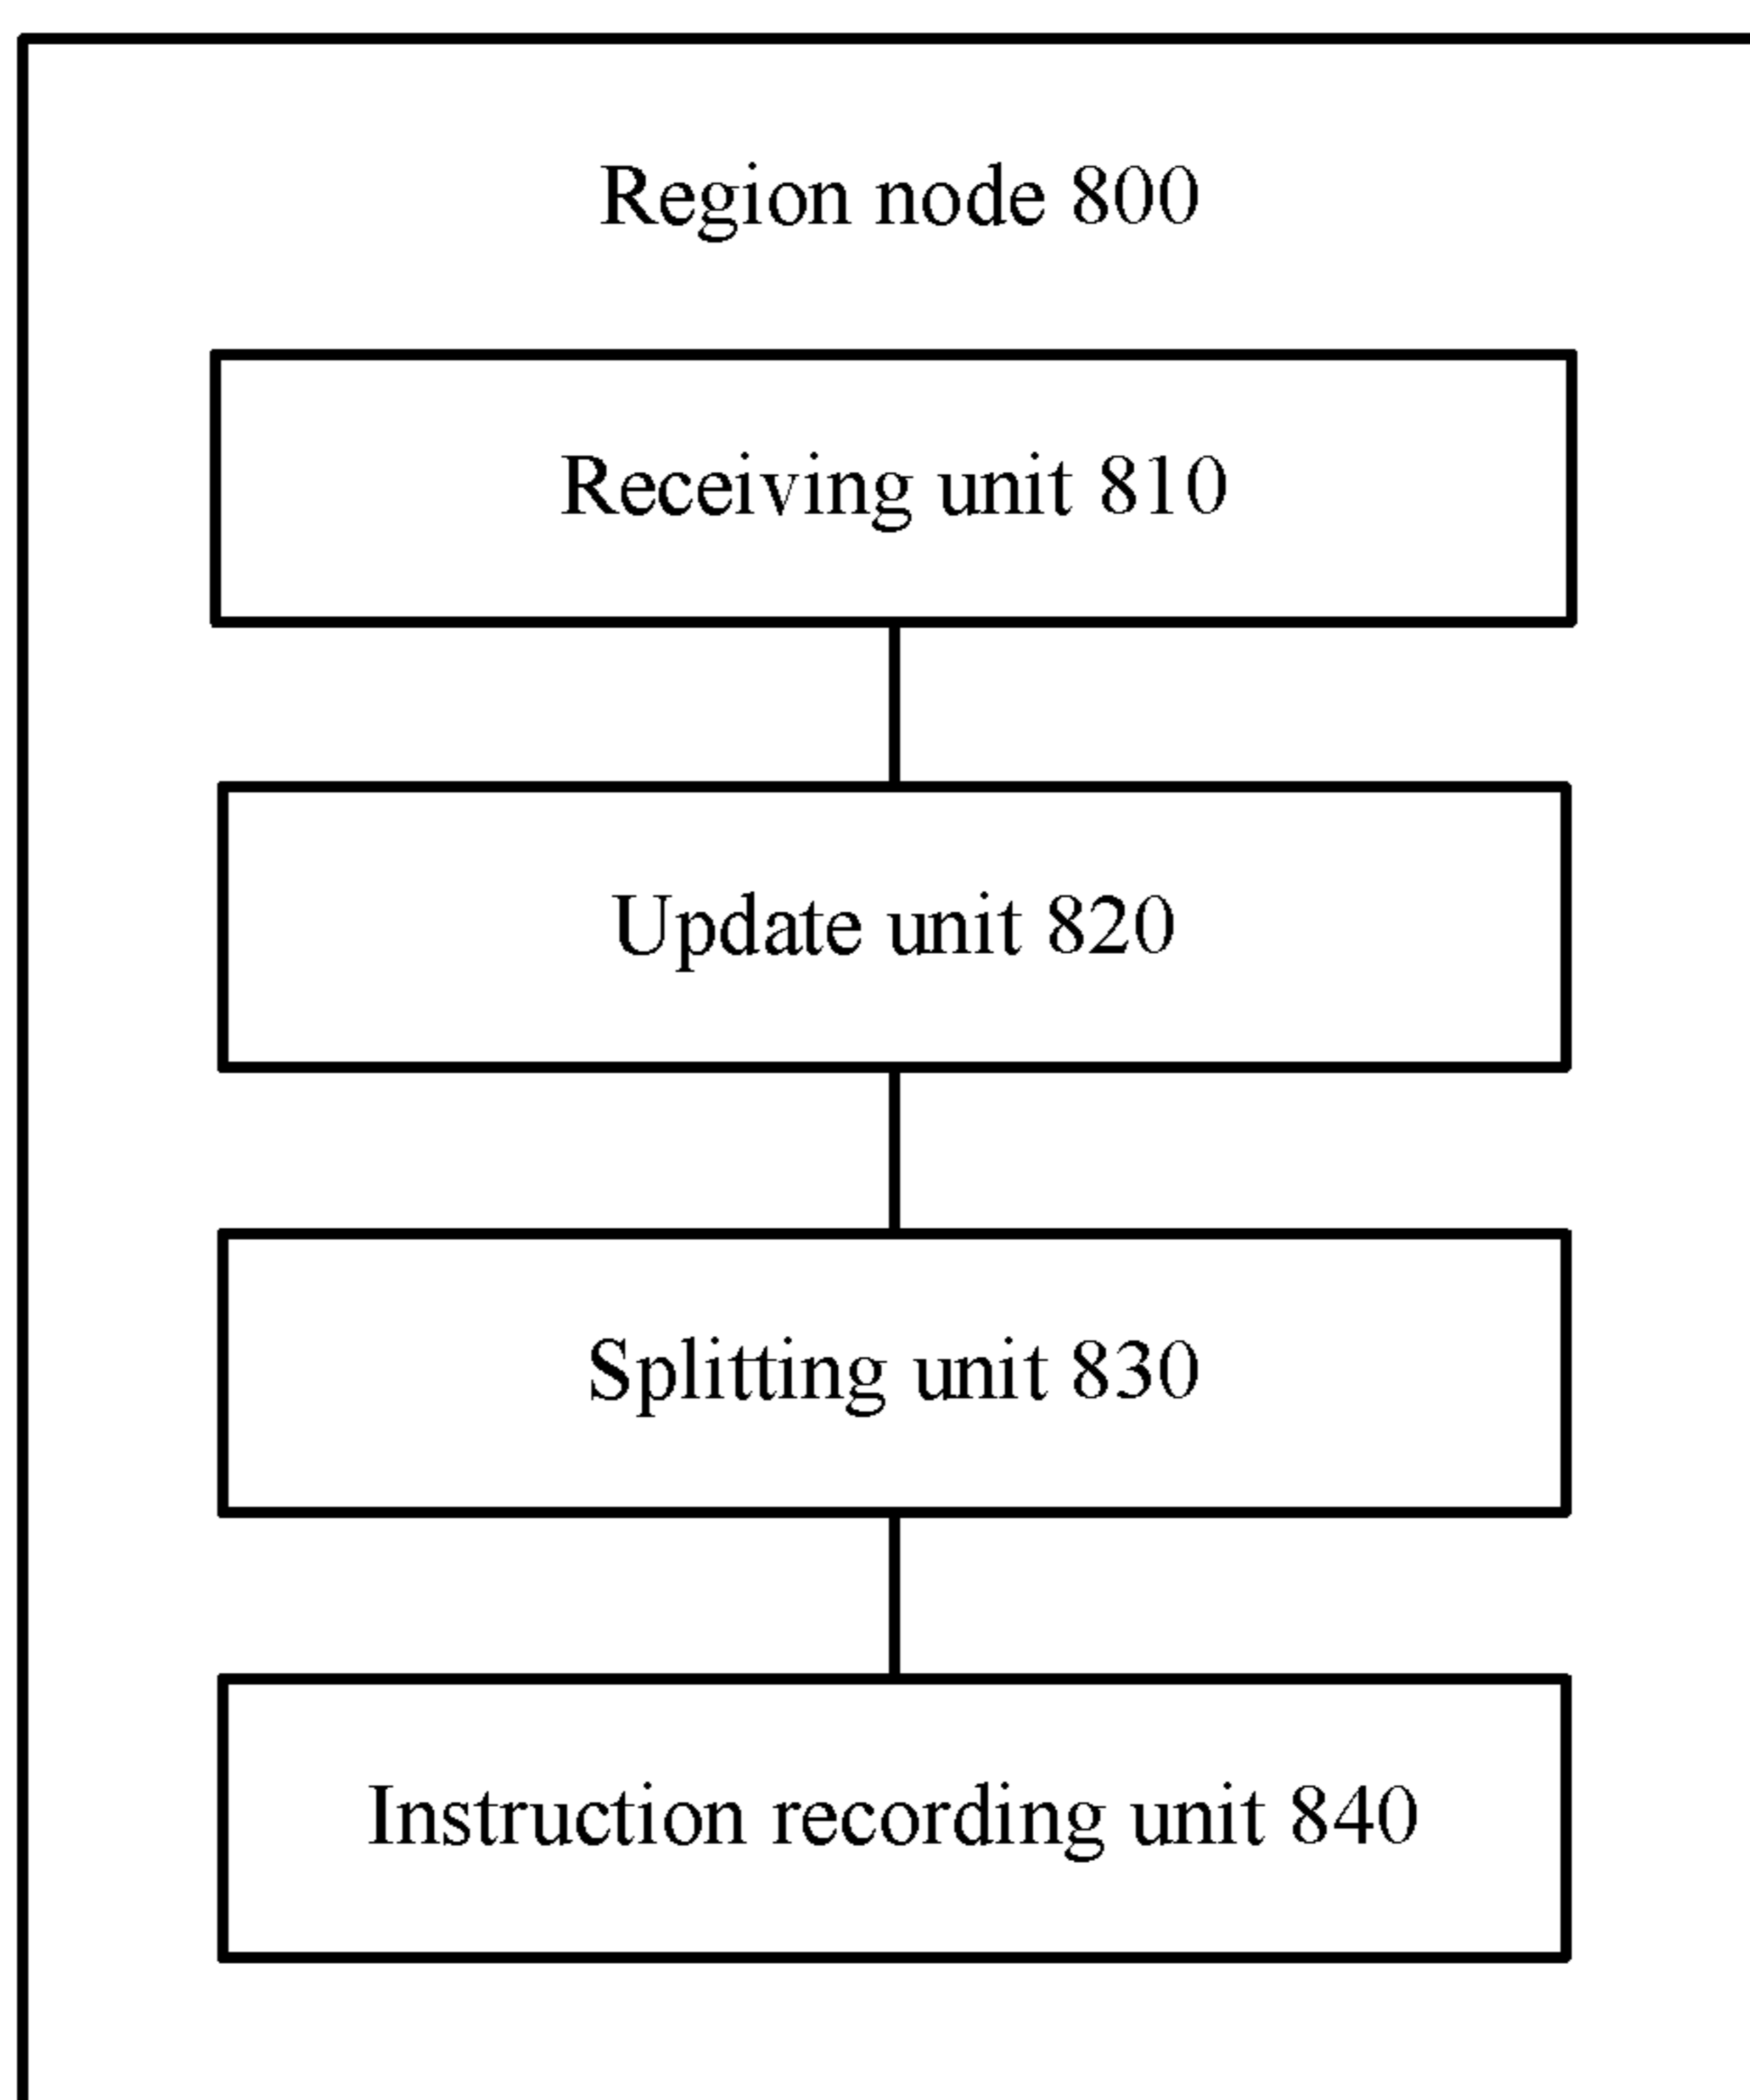 Region node 800
Receiving unit 810
Update unit 820
Splitting unit 830
Instruction recording unit 840